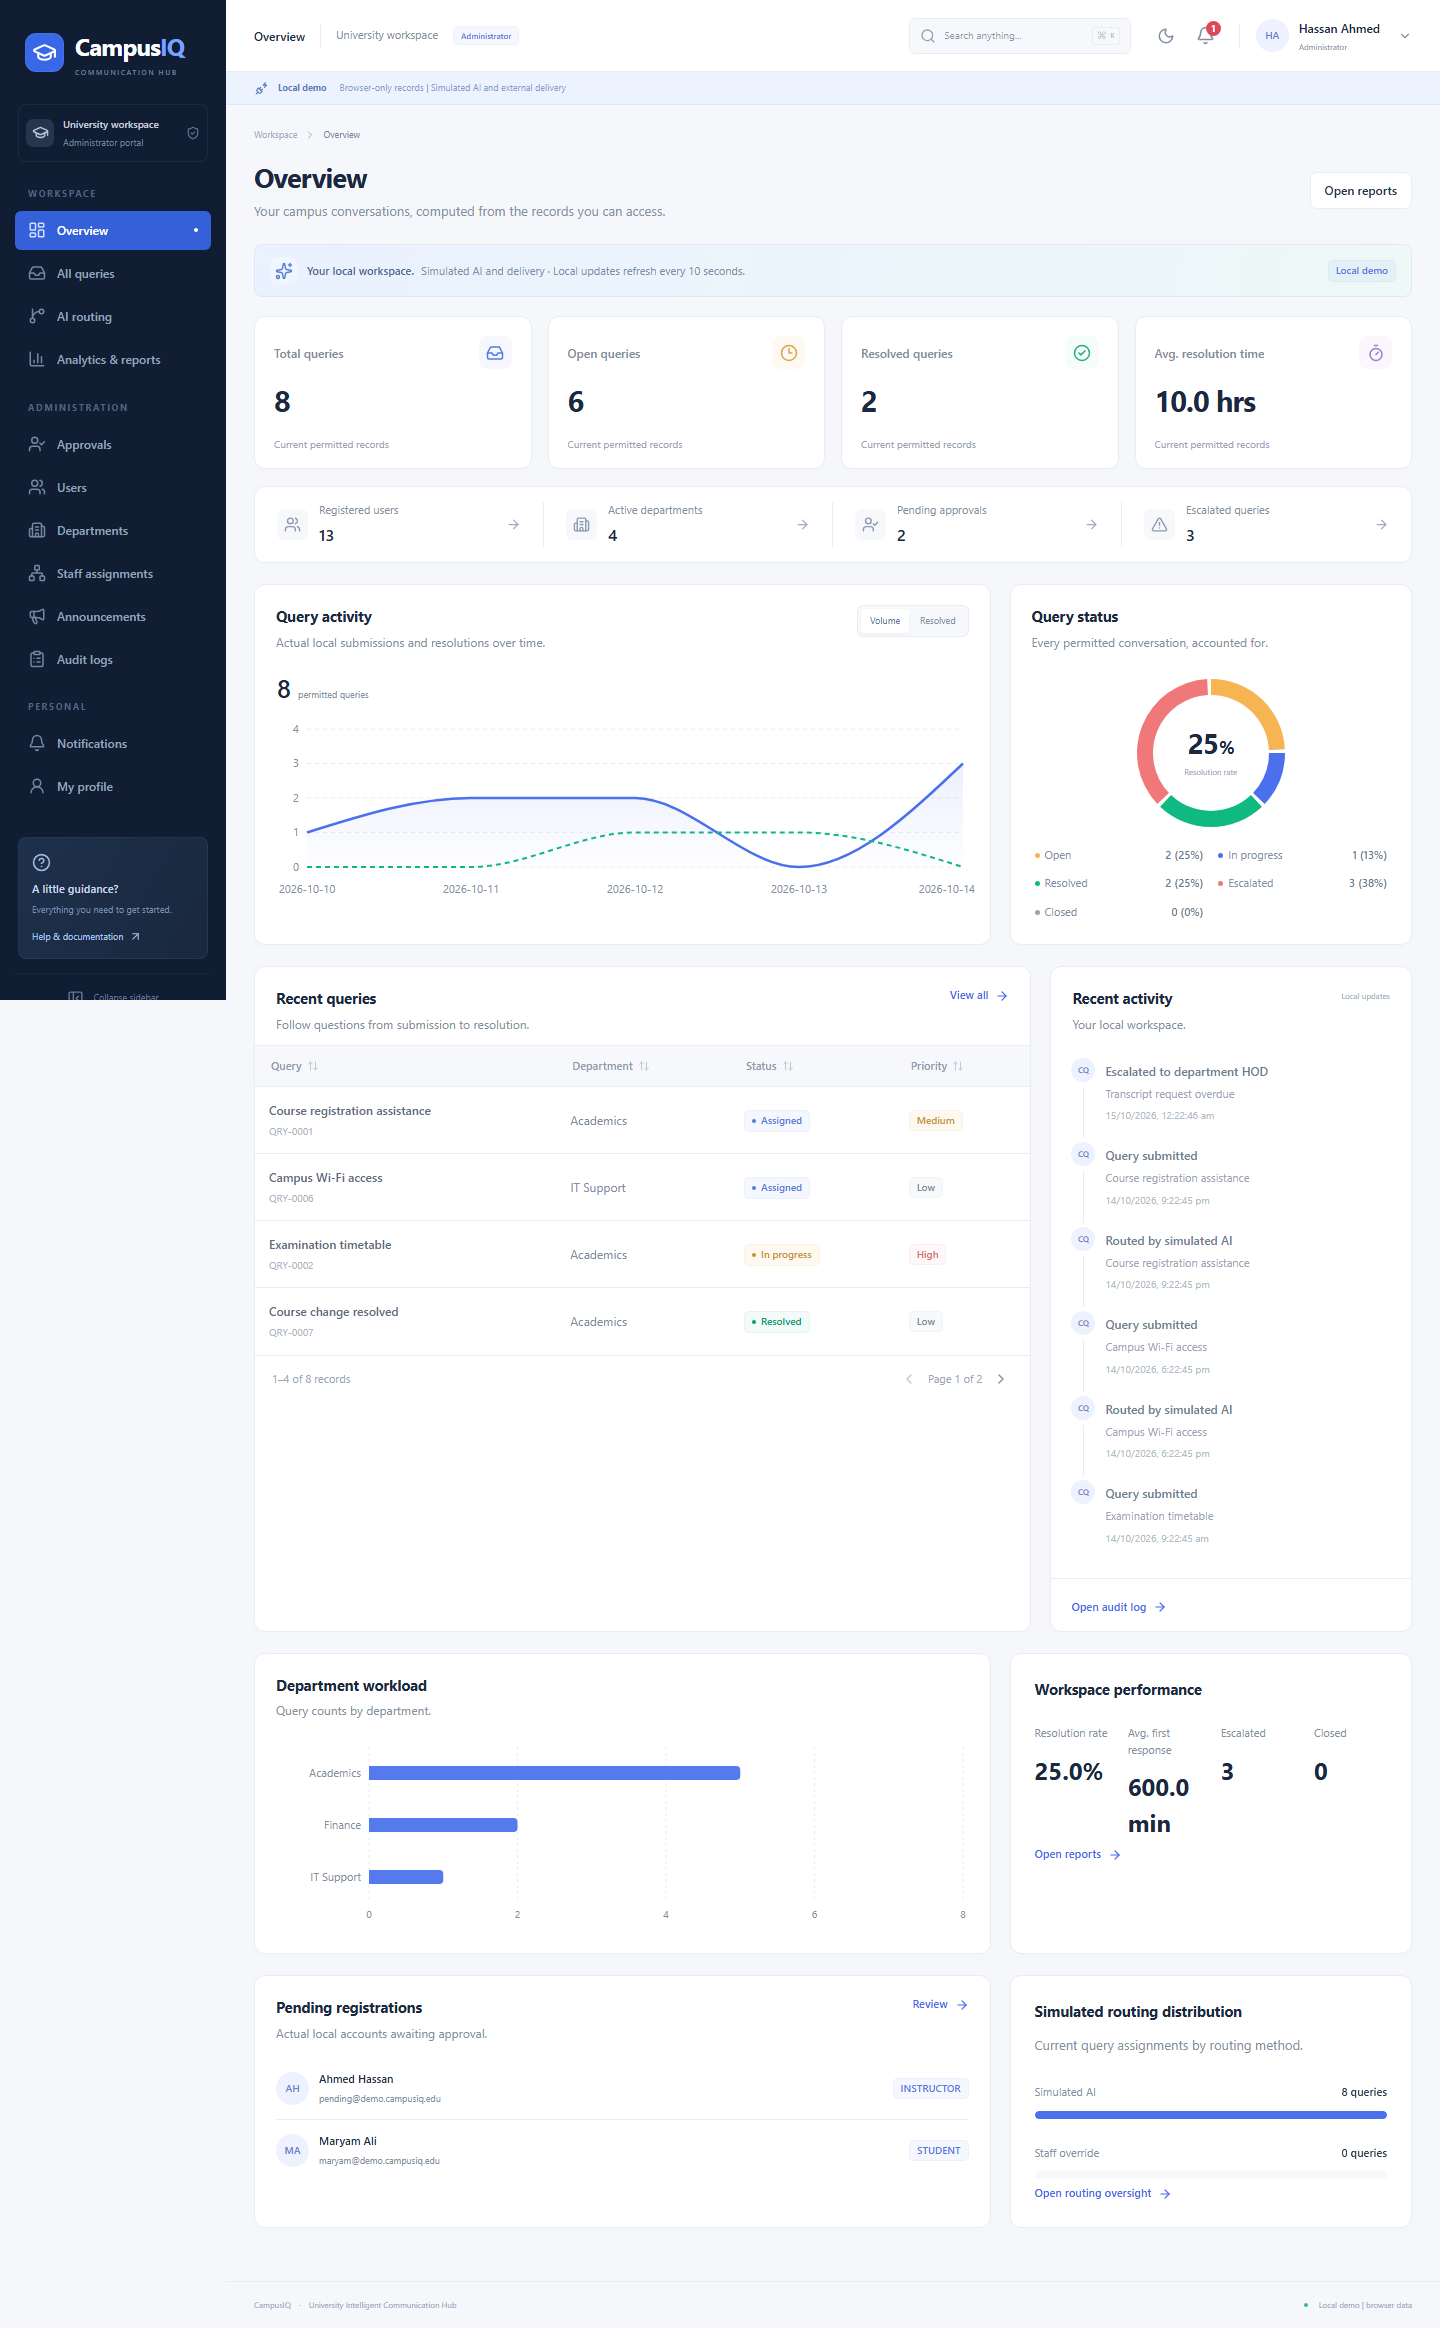 CampusIQ
COMMUNICATION HUB
University workspace
Administrator portal
WORKSPACE
Overview
All queries
AI routing
Analytics & reports
ADMINISTRATION
Approvals
Users
Departments
Staff assignments
Announcements
Audit logs
PERSONAL
Notifications
My profile
A little guidance?
Everything you need to get started.
Help & documentation
Collapse sidebar
Overview University workspace Administrator
Search anything... ⌘ K
1
HA Hassan Ahmed
Administrator
Local demo Browser-only records | Simulated AI and external delivery
Workspace > Overview
Overview
Your campus conversations, computed from the records you can access.
Open reports
Your local workspace. Simulated AI and delivery · Local updates refresh every 10 seconds. Local demo
Total queries
8
Current permitted records
Open queries
6
Current permitted records
Resolved queries
2
Current permitted records
Avg. resolution time
10.0 hrs
Current permitted records
Registered users
13
Active departments
4
Pending approvals
2
Escalated queries
3
Query activity
Actual local submissions and resolutions over time.
Volume Resolved
8 permitted queries
4
3
2
1
0
2026-10-10 2026-10-11 2026-10-12 2026-10-13 2026-10-14
Query status
Every permitted conversation, accounted for.
25%
Resolution rate
Open 2 (25%) In progress 1 (13%)
Resolved 2 (25%) Escalated 3 (38%)
Closed 0 (0%)
Recent queries
Follow questions from submission to resolution.
View all
Query Department Status Priority
Course registration assistance
QRY-0001
Academics Assigned Medium
Campus Wi-Fi access
QRY-0006
IT Support Assigned Low
Examination timetable
QRY-0002
Academics In progress High
Course change resolved
QRY-0007
Academics Resolved Low
1–4 of 8 records Page 1 of 2
Recent activity
Your local workspace.
Local updates
CQ Escalated to department HOD
Transcript request overdue
15/10/2026, 12:22:46 am
CQ Query submitted
Course registration assistance
14/10/2026, 9:22:45 pm
CQ Routed by simulated AI
Course registration assistance
14/10/2026, 9:22:45 pm
CQ Query submitted
Campus Wi-Fi access
14/10/2026, 6:22:45 pm
CQ Routed by simulated AI
Campus Wi-Fi access
14/10/2026, 6:22:45 pm
CQ Query submitted
Examination timetable
14/10/2026, 9:22:45 am
Open audit log
Department workload
Query counts by department.
Academics
Finance
IT Support
0 2 4 6 8
Workspace performance
Resolution rate
25.0%
Avg. first
response
600.0
min
Escalated
3
Closed
0
Open reports
Pending registrations
Actual local accounts awaiting approval.
Review
AH Ahmed Hassan
pending@demo.campusiq.edu
INSTRUCTOR
MA Maryam Ali
maryam@demo.campusiq.edu
STUDENT
Simulated routing distribution
Current query assignments by routing method.
Simulated AI 8 queries
Staff override 0 queries
Open routing oversight
CampusIQ · University Intelligent Communication Hub
Local demo | browser data